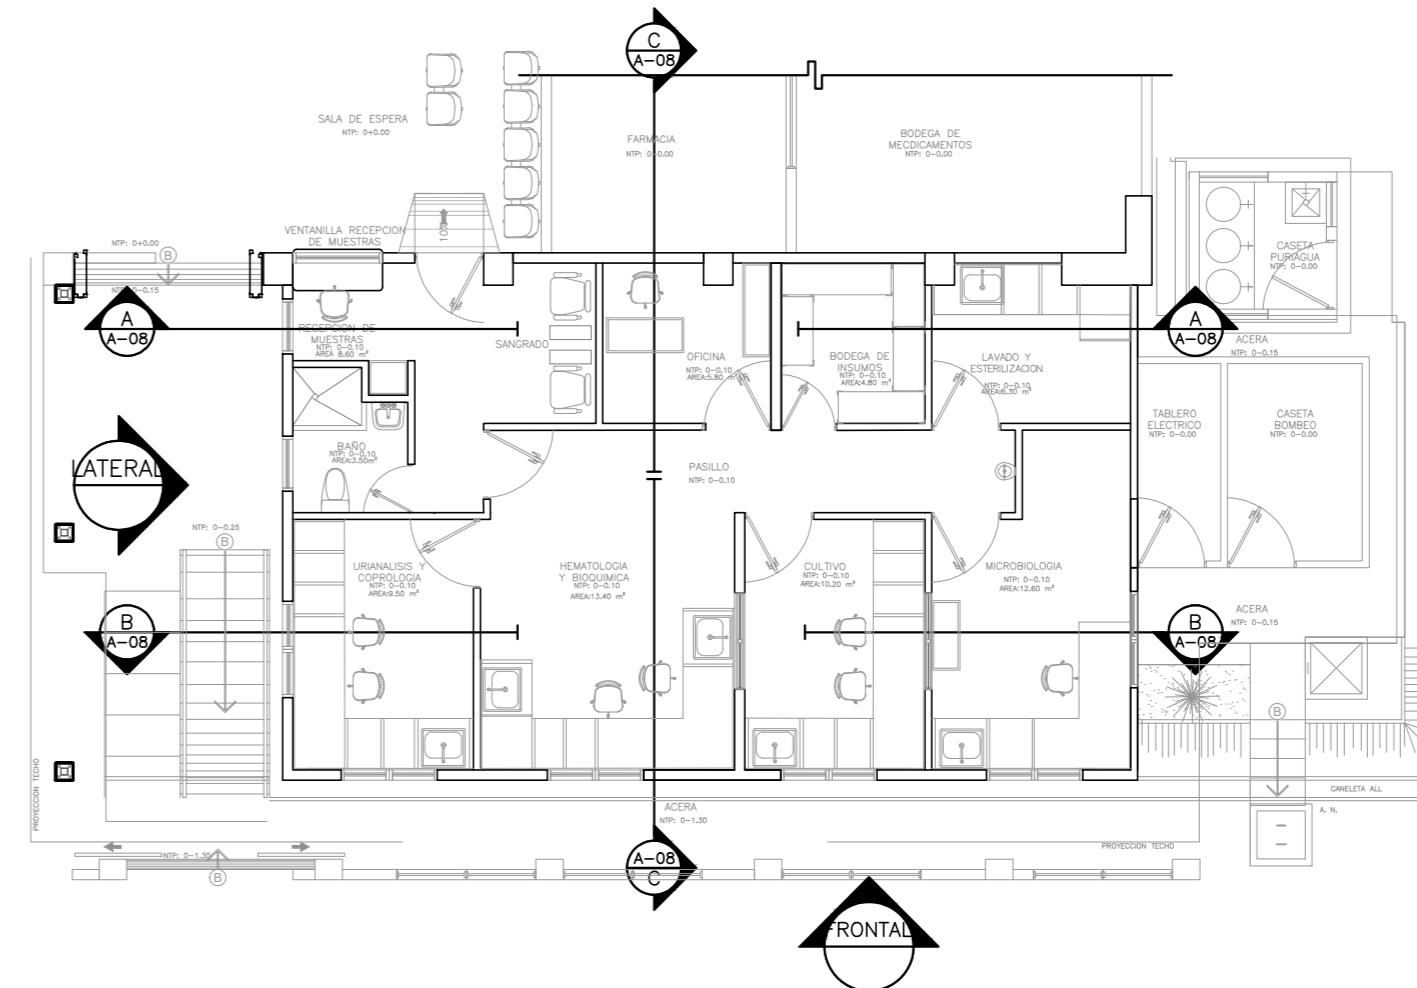 C
A-08
SALA DE ESPERA
NTP: 0+0.00
FARMACIA
NTP: 0-0.00
BODEGA DE
MECDICAMENTOS
NTP: 0-0.00
VENTANILLA RECEPCION
DE MUESTRAS
10%
NTP: 0+0.00
B
NTP: 0-0.15
CASETA
PURIAGUA
NTP: 0-0.00
A
A-08
RECEPCION DE
MUESTRAS
NTP: 0-0.10
AREA 8.60 m²
SANGRADO
OFICINA
NTP: 0-0.10
AREA:5.80 m²
BODEGA DE
INSUMOS
NTP: 0-0.10
AREA:4.80 m²
LAVADO Y
ESTERILIZACION
NTP: 0-0.10
AREA:6.30 m²
A
A-08
ACERA
NTP: 0-0.15
TABLERO
ELECTRICO
NTP: 0-0.00
CASETA
BOMBEO
NTP: 0-0.00
LATERAL
BAÑO
NTP: 0-0.10
AREA:3.50m²
PASILLO
NTP: 0-0.10
NTP: 0-0.25
B
URIANALISIS Y
COPROLOGIA
NTP: 0-0.10
AREA:9.50 m²
HEMATOLOGIA
Y BIOQUIMICA
NTP: 0-0.10
AREA:13.40 m²
CULTIVO
NTP: 0-0.10
AREA:10.20 m²
MICROBIOLOGIA
NTP: 0-0.10
AREA:12.60 m²
B
A-08
B
A-08
ACERA
NTP: 0-0.15
B
PROYECCION TECHO
CANELETA ALL
A. N.
ACERA
NTP: 0-1.30
PROYECCION TECHO
NTP: 0-1.30
B
A-08
C
FRONTAL